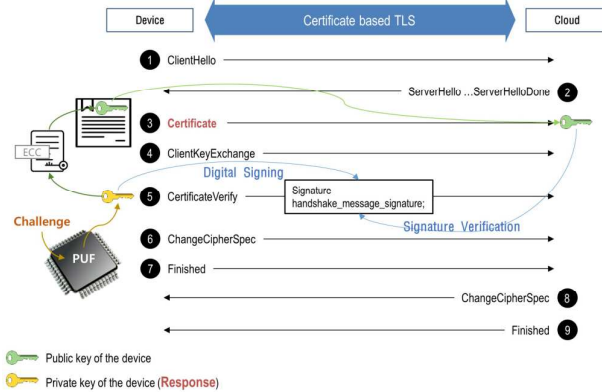 Device
Certificate based TLS
Cloud
1 ClientHello
ServerHello ...ServerHelloDone 2
3 Certificate
ECC
4 ClientKeyExchange
Digital Signing
5 CertificateVerify
Signature
handshake_message_signature;
Challenge
Signature Verification
PUF
6 ChangeCipherSpec
7 Finished
ChangeCipherSpec 8
Finished 9
Public key of the device
Private key of the device (Response)